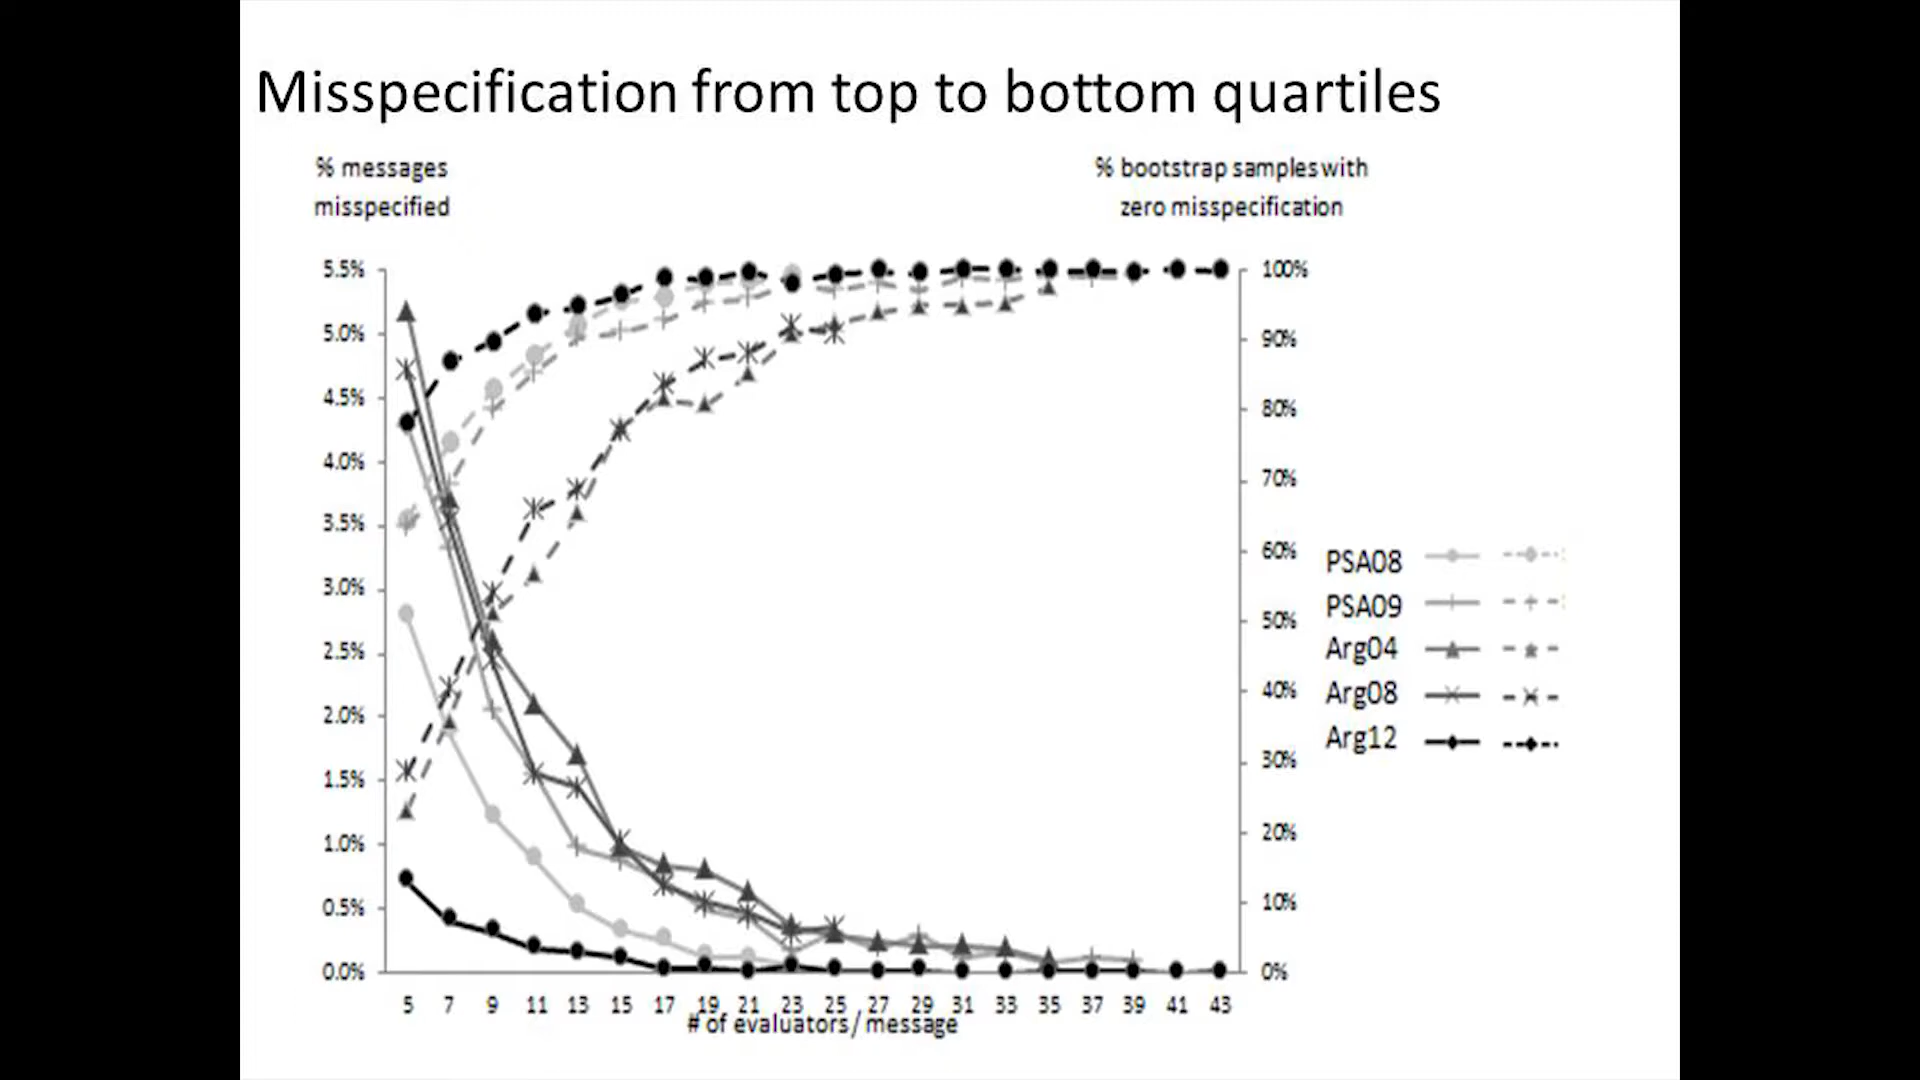 Misspecification from top to bottom quartiles
% messages
misspecified
% bootstrap samples with
zero misspecification
5.5%
5.0%
4.5%
4.0%
3.5%
3.0%
2.5%
2.0%
1.5%
1.0%
0.5%
0.0%
100%
90%
80%
70%
60%
50%
40%
30%
20%
10%
0%
PSA08
PSA09
Arg04
Arg08
Arg12
5 7 9 11 13 15 17 19 21 23 25 27 29 31 33 35 37 39 41 43
# of evaluators / message